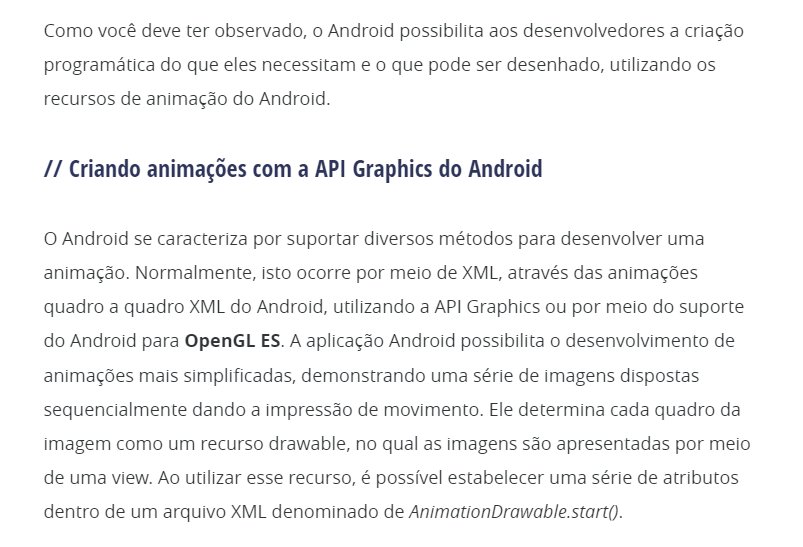 Como você deve ter observado, o Android possibilita aos desenvolvedores a criação
programática do que eles necessitam e o que pode ser desenhado, utilizando os
recursos de animação do Android.
// Criando animações com a API Graphics do Android
O Android se caracteriza por suportar diversos métodos para desenvolver uma
animação. Normalmente, isto ocorre por meio de XML, através das animações
quadro a quadro XML do Android, utilizando a API Graphics ou por meio do suporte
do Android para OpenGL ES. A aplicação Android possibilita o desenvolvimento de
animações mais simplificadas, demonstrando uma série de imagens dispostas
sequencialmente dando a impressão de movimento. Ele determina cada quadro da
imagem como um recurso drawable, no qual as imagens são apresentadas por meio
de uma view. Ao utilizar esse recurso, é possível estabelecer uma série de atributos
dentro de um arquivo XML denominado de AnimationDrawable.start().